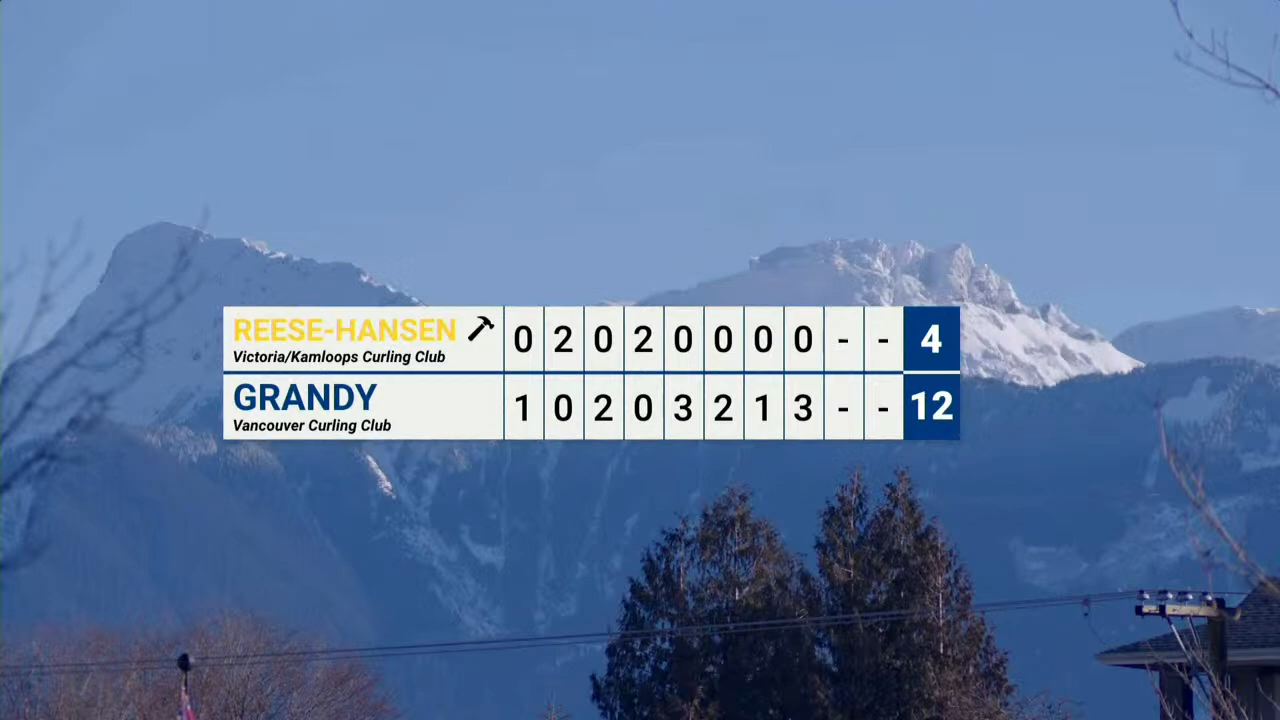 REESE-HANSEN 0 2 0 2 0 0 0 0 - - 4
Victoria/Kamloops Curling Club
GRANDY 1 0 2 0 3 2 1 3 - - 12
Vancouver Curling Club